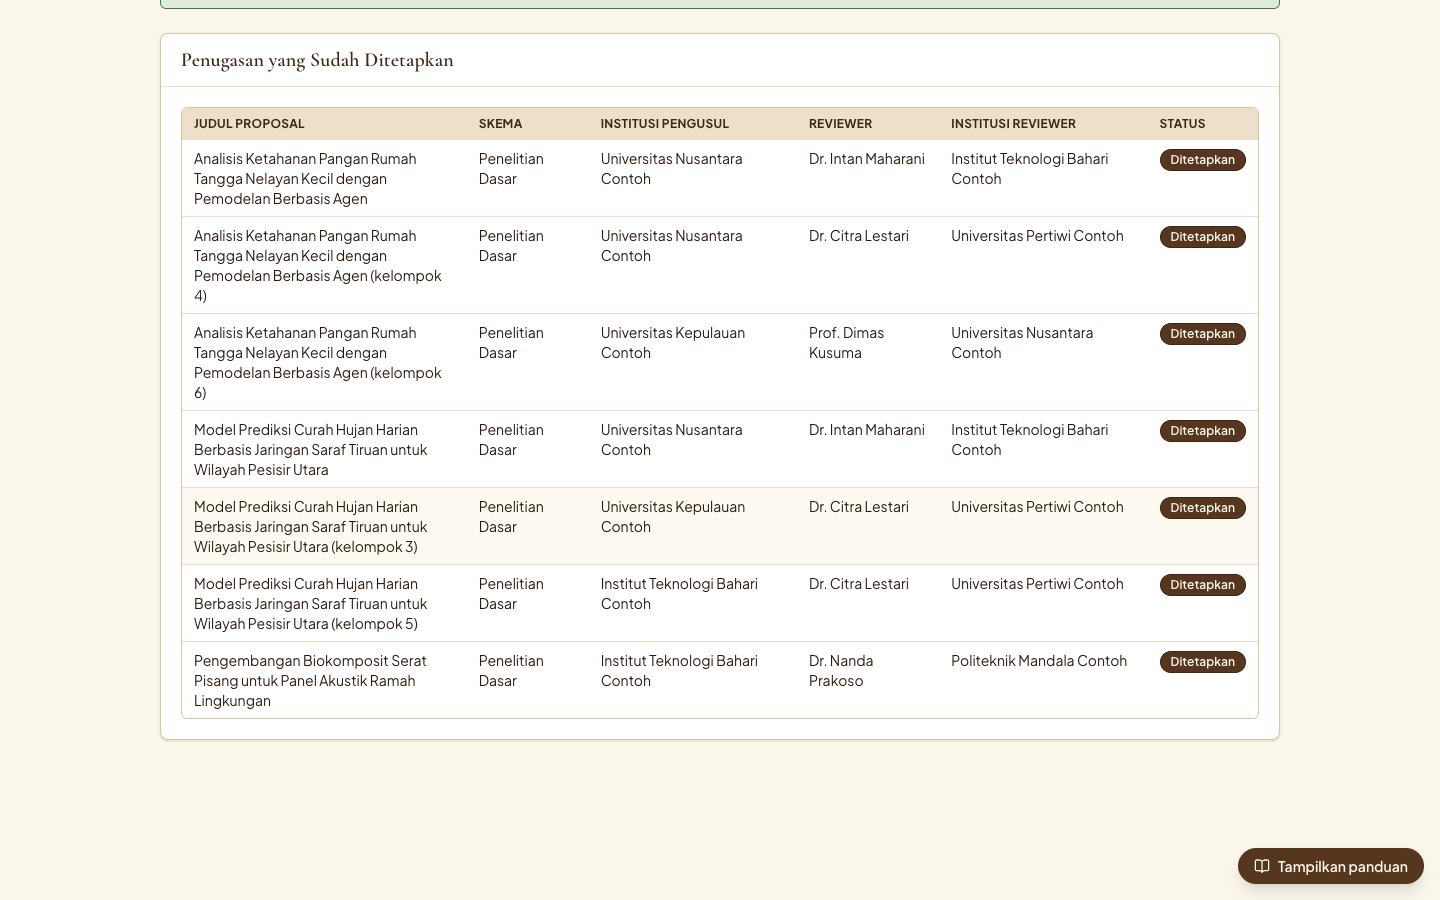 Penugasan yang Sudah Ditetapkan
JUDUL PROPOSAL SKEMA INSTITUSI PENGUSUL REVIEWER INSTITUSI REVIEWER STATUS
Analisis Ketahanan Pangan Rumah Penelitian Universitas Nusantara Dr. Intan Maharani Institut Teknologi Bahari Ditetapkan
Tangga Nelayan Kecil dengan Dasar Contoh Contoh
Pemodelan Berbasis Agen
Analisis Ketahanan Pangan Rumah Penelitian Universitas Nusantara Dr. Citra Lestari Universitas Pertiwi Contoh Ditetapkan
Tangga Nelayan Kecil dengan Dasar Contoh
Pemodelan Berbasis Agen (kelompok
4)
Analisis Ketahanan Pangan Rumah Penelitian Universitas Kepulauan Prof. Dimas Universitas Nusantara Ditetapkan
Tangga Nelayan Kecil dengan Dasar Contoh Kusuma Contoh
Pemodelan Berbasis Agen (kelompok
6)
Model Prediksi Curah Hujan Harian Penelitian Universitas Nusantara Dr. Intan Maharani Institut Teknologi Bahari Ditetapkan
Berbasis Jaringan Saraf Tiruan untuk Dasar Contoh Contoh
Wilayah Pesisir Utara
Model Prediksi Curah Hujan Harian Penelitian Universitas Kepulauan Dr. Citra Lestari Universitas Pertiwi Contoh Ditetapkan
Berbasis Jaringan Saraf Tiruan untuk Dasar Contoh
Wilayah Pesisir Utara (kelompok 3)
Model Prediksi Curah Hujan Harian Penelitian Institut Teknologi Bahari Dr. Citra Lestari Universitas Pertiwi Contoh Ditetapkan
Berbasis Jaringan Saraf Tiruan untuk Dasar Contoh
Wilayah Pesisir Utara (kelompok 5)
Pengembangan Biokomposit Serat Penelitian Institut Teknologi Bahari Dr. Nanda Politeknik Mandala Contoh Ditetapkan
Pisang untuk Panel Akustik Ramah Dasar Contoh Prakoso
Lingkungan
Tampilkan panduan